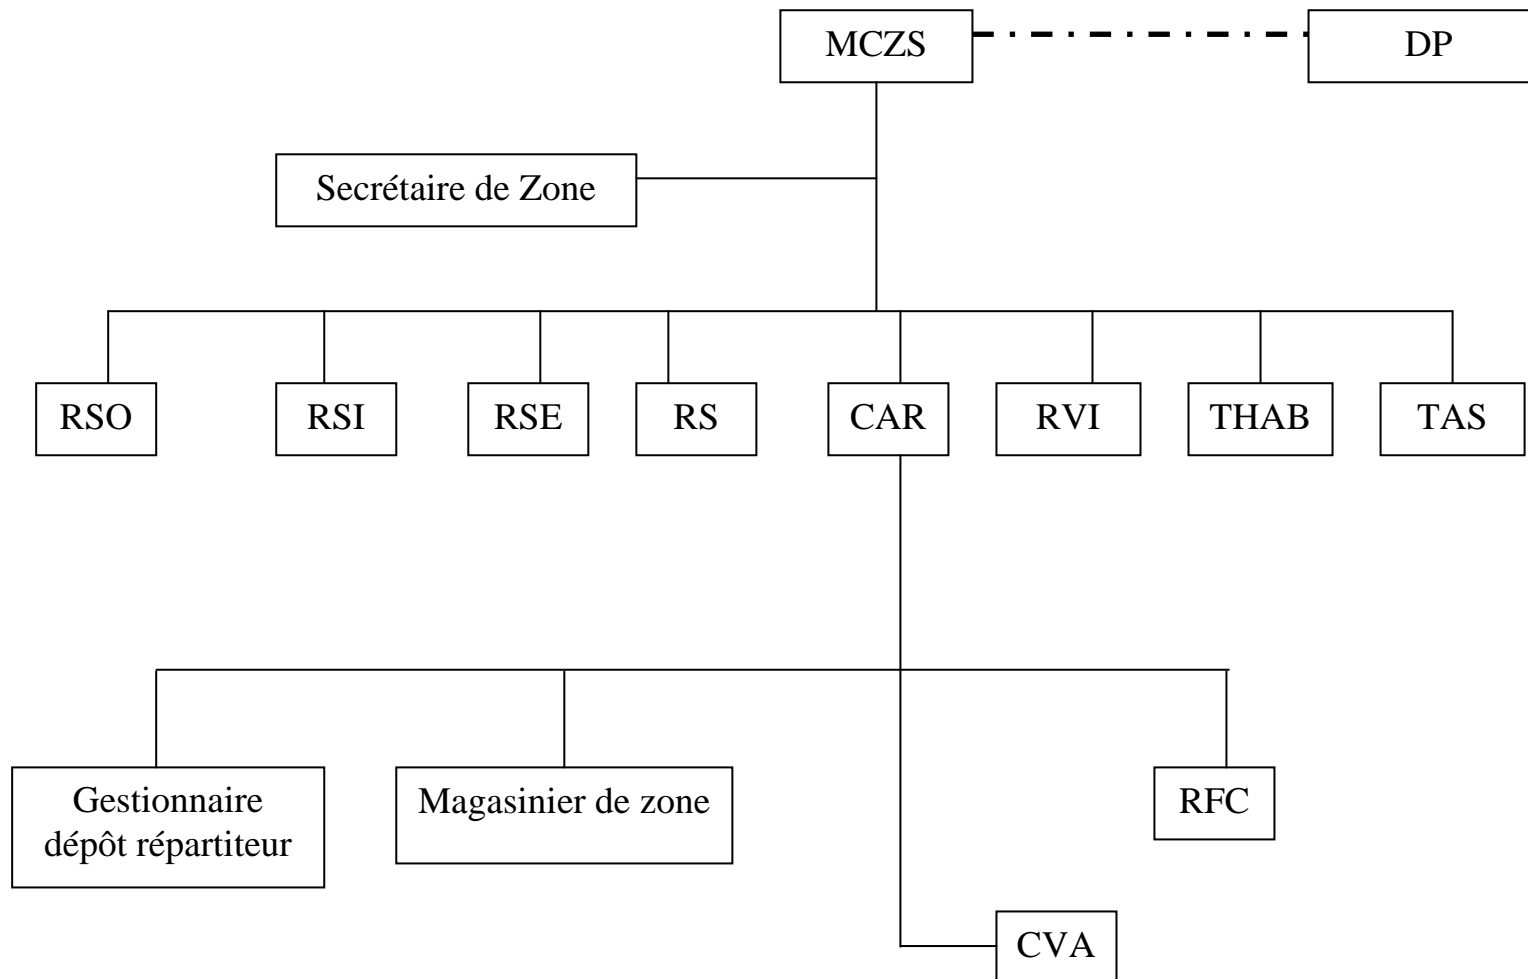 MCZS
DP
Secrétaire de Zone
RSO
RSI
RSE
RS
CAR
RVI
THAB
TAS
Gestionnaire
dépôt répartiteur
Magasinier de zone
RFC
CVA